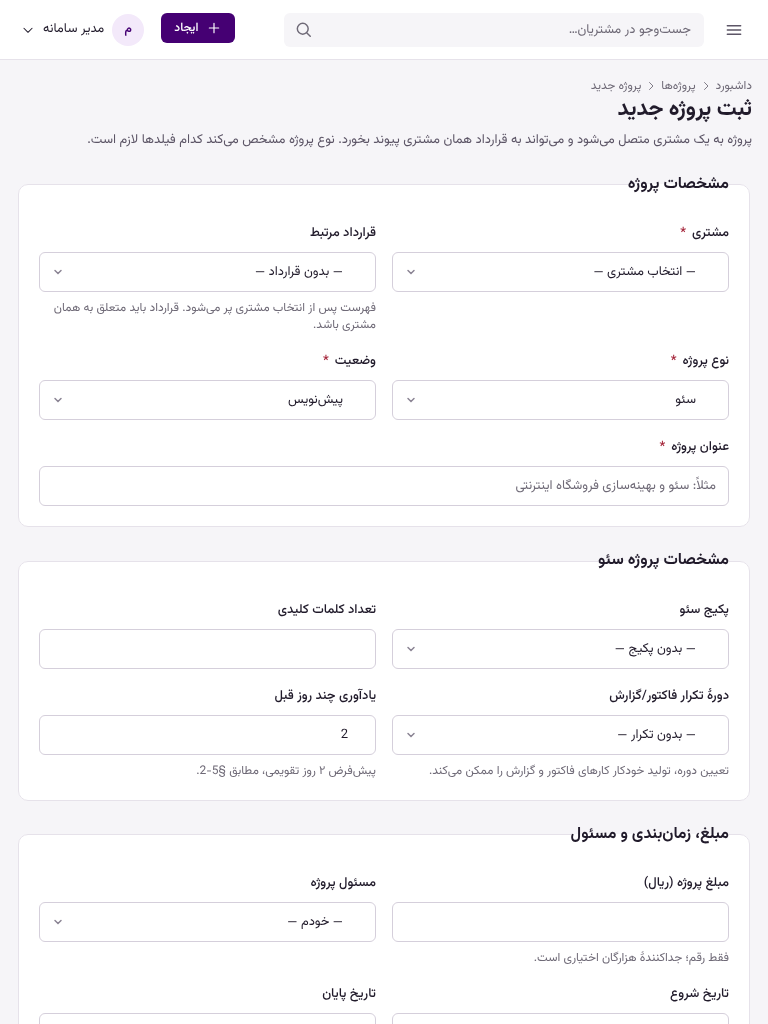 جست‌وجو در مشتریان...
ایجاد
م
مدیر سامانه
داشبورد
پروژه‌ها
پروژه جدید
ثبت پروژه جدید
پروژه به یک مشتری متصل می‌شود و می‌تواند به قرارداد همان مشتری پیوند بخورد. نوع پروژه مشخص می‌کند کدام فیلدها لازم است.
مشخصات پروژه
مشتری *
قرارداد مرتبط
— انتخاب مشتری —
— بدون قرارداد —
فهرست پس از انتخاب مشتری پر می‌شود. قرارداد باید متعلق به همان
مشتری باشد.
نوع پروژه *
وضعیت *
سئو
پیش‌نویس
عنوان پروژه *
مثلاً: سئو و بهینه‌سازی فروشگاه اینترنتی
مشخصات پروژه سئو
پکیج سئو
تعداد کلمات کلیدی
— بدون پکیج —
دورهٔ تکرار فاکتور/گزارش
یادآوری چند روز قبل
— بدون تکرار —
2
تعیین دوره، تولید خودکار کارهای فاکتور و گزارش را ممکن می‌کند.
پیش‌فرض ۲ روز تقویمی، مطابق §5-2.
مبلغ، زمان‌بندی و مسئول
مبلغ پروژه (ریال)
مسئول پروژه
— خودم —
فقط رقم؛ جداکنندهٔ هزارگان اختیاری است.
تاریخ شروع
تاریخ پایان